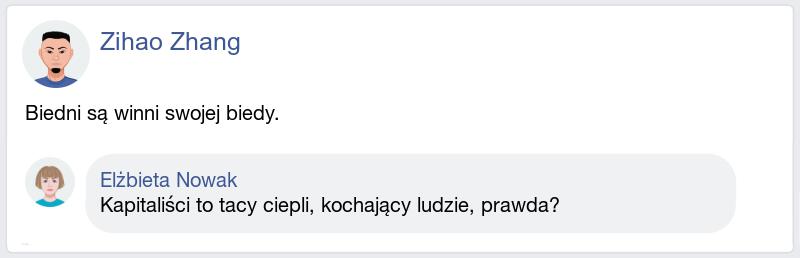 Zihao Zhang
Biedni są winni swojej biedy.
Elżbieta Nowak
Kapitaliści to tacy ciepli, kochający ludzie, prawda?